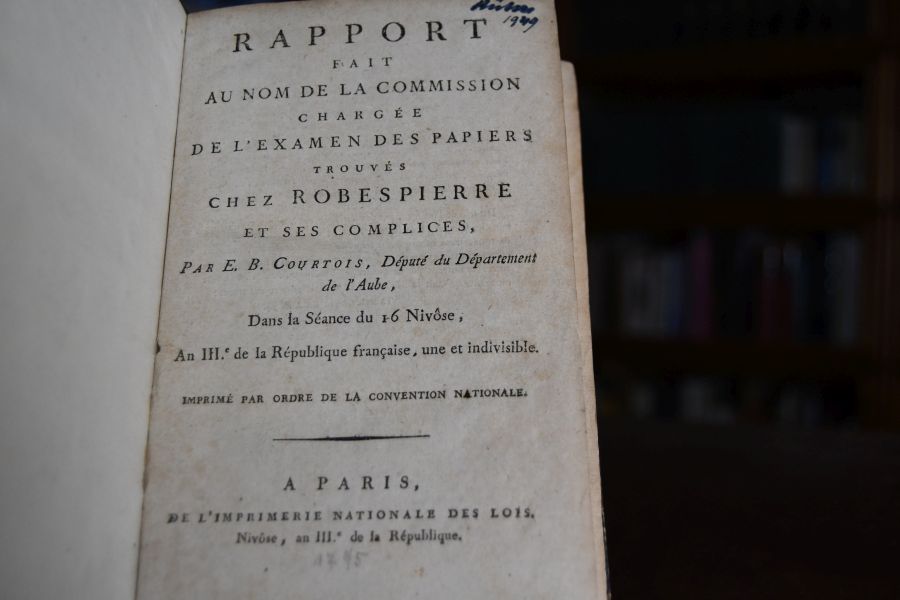 1949
RAPPORT
FAIT
AU NOM DE LA COMMISSION
CHARGÉE
DE L'EXAMEN DES PAPIERS
TROUVÉS
CHEZ ROBESPIERRE
ET SES COMPLICES,
PAR E. B. COURTOIS, Député du Département
de l'Aube,
Dans la Séance du 16 Nivôse,
An III.e de la République française, une et indivisible.
IMPRIMÉ PAR ORDRE DE LA CONVENTION NATIONALE.
A PARIS,
DE L'IMPRIMERIE NATIONALE DES LOIS.
Nivôse, an III.e de la République.
1795